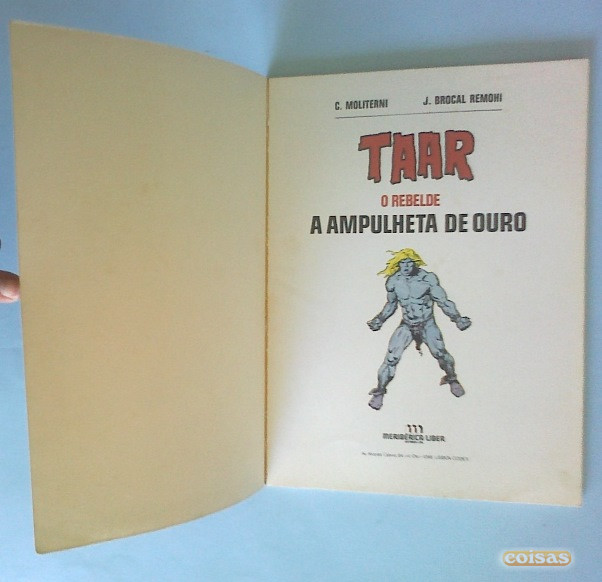 C. MOLITERNI J. BROCAL REMOHI
TAAR
O REBELDE
A AMPULHETA DE OURO
MERIBÉRICA LIBER
coisas